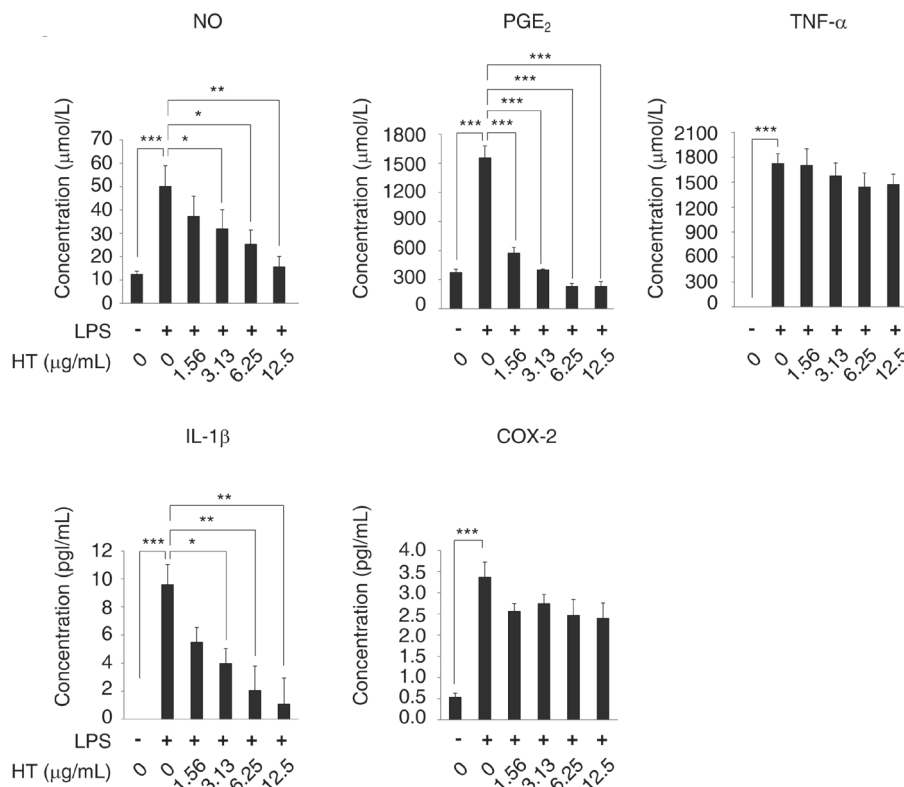 NO
PGE₂
TNF-α
***
*
*
**
Concentration (μmol/L)
70
60
50
40
30
20
10
0
LPS
- + + + + +
HT (μg/mL)
0 0 1.56 3.13 6.25 12.5
***
***
***
***
***
Concentration (μmol/L)
1800
1500
1200
900
600
300
0
- + + + + +
0 0 1.56 3.13 6.25 12.5
***
Concentration (μmol/L)
2100
1800
1500
1200
900
600
300
0
- + + + + +
0 0 1.56 3.13 6.25 12.5
IL-1β
COX-2
**
**
***
*
Concentration (pgl/mL)
12
10
8
6
4
2
0
LPS
- + + + + +
HT (μg/mL)
0 0 1.56 3.13 6.25 12.5
***
Concentration (pgl/mL)
4.0
3.5
3.0
2.5
2.0
1.5
1.0
0.5
0.0
- + + + + +
0 0 1.56 3.13 6.25 12.5